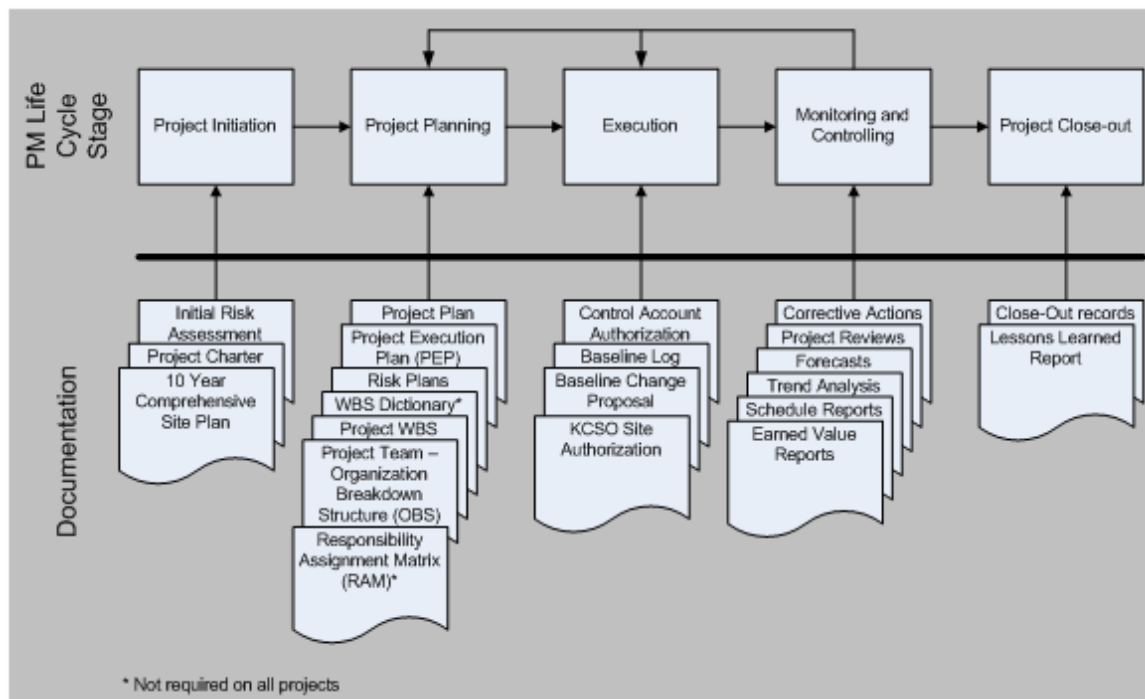 PM Life
Cycle
Stage
Project Initiation
Project Planning
Execution
Monitoring and
Controlling
Project Close-out
Documentation
Initial Risk
Assessment
Project Charter
10 Year
Comprehensive
Site Plan
Project Plan
Project Execution
Plan (PEP)
Risk Plans
WBS Dictionary*
Project WBS
Project Team –
Organization
Breakdown
Structure (OBS)
Responsibility
Assignment Matrix
(RAM)*
Control Account
Authorization
Baseline Log
Baseline Change
Proposal
KCSO Site
Authorization
Corrective Actions
Project Reviews
Forecasts
Trend Analysis
Schedule Reports
Earned Value
Reports
Close-Out records
Lessons Learned
Report
* Not required on all projects